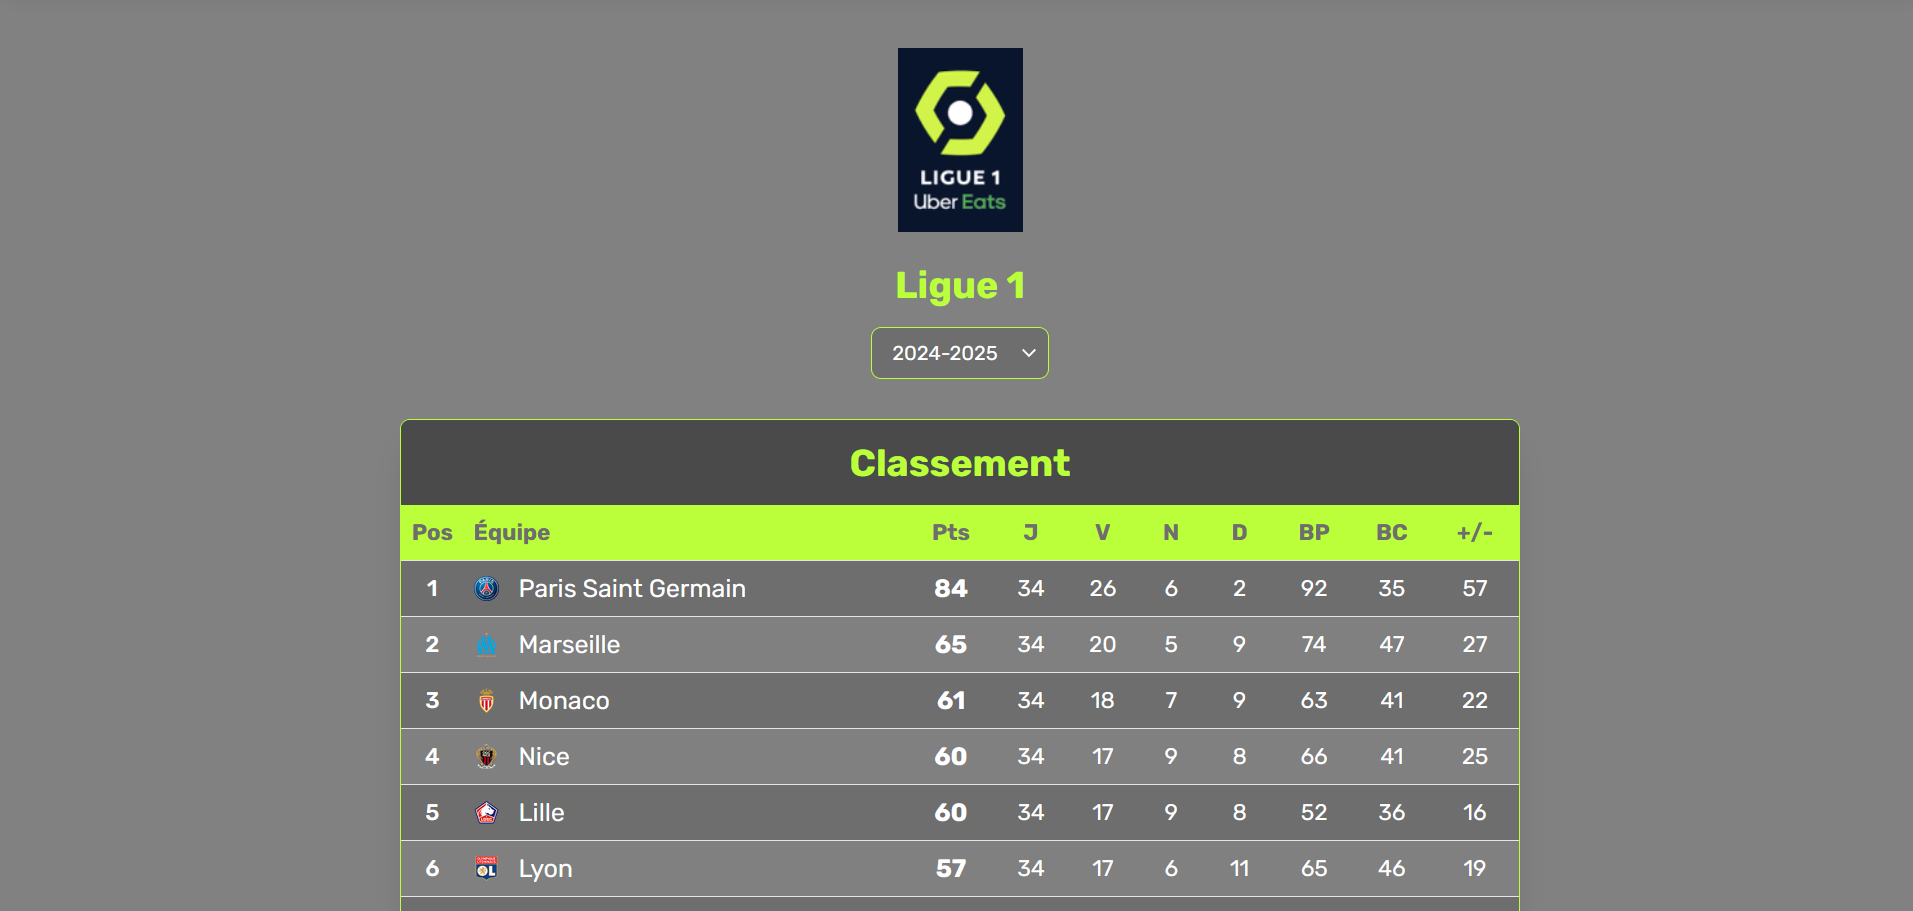 LIGUE 1
Uber Eats
Ligue 1
2024-2025
Classement
Pos Équipe Pts J V N D BP BC +/-
1 Paris Saint Germain 84 34 26 6 2 92 35 57
2 Marseille 65 34 20 5 9 74 47 27
3 Monaco 61 34 18 7 9 63 41 22
4 Nice 60 34 17 9 8 66 41 25
5 Lille 60 34 17 9 8 52 36 16
6 OL Lyon 57 34 17 6 11 65 46 19